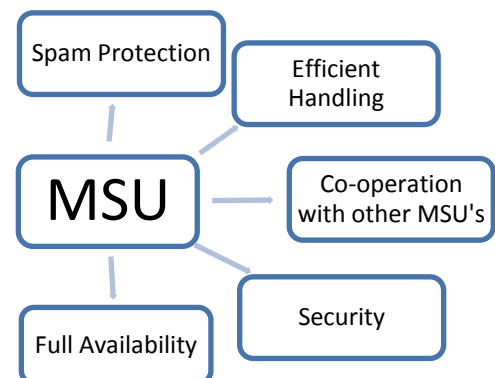 Spam Protection
Efficient
Handling
MSU
Co-operation
with other MSU's
Security
Full Availability